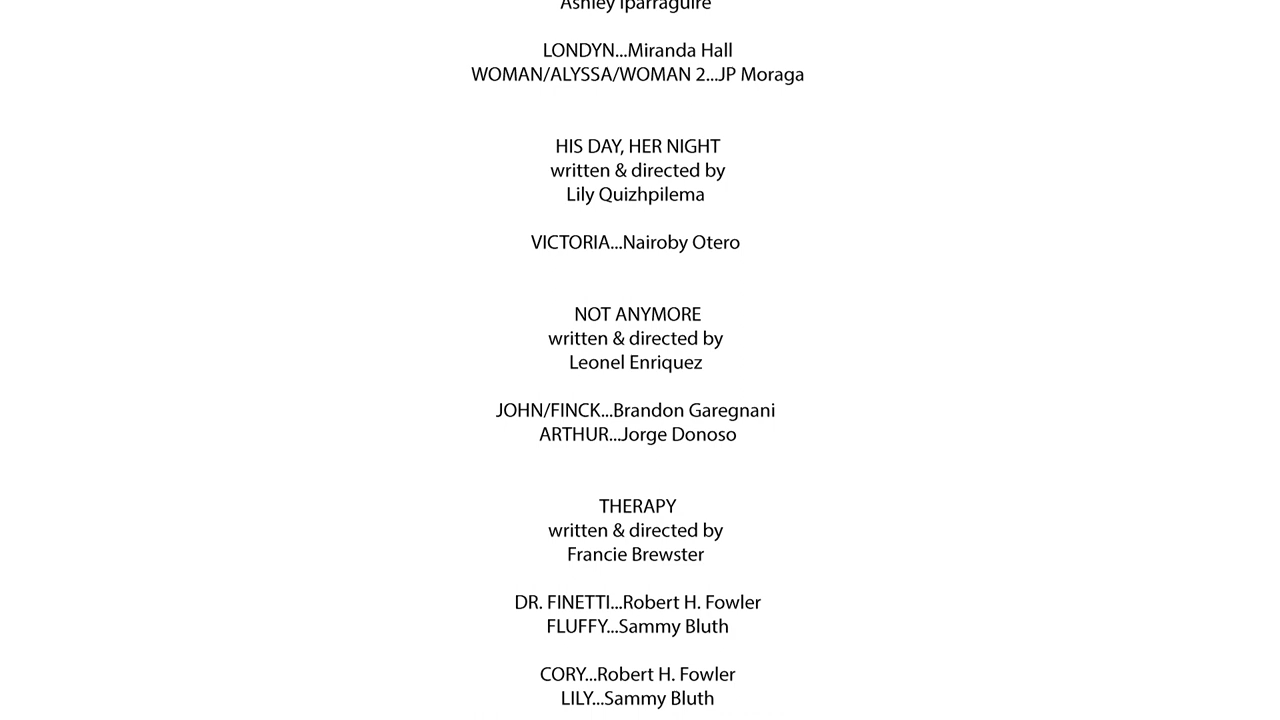 Ashley Iparraguire
LONDYN...Miranda Hall
WOMAN/ALYSSA/WOMAN 2...JP Moraga
HIS DAY, HER NIGHT
written & directed by
Lily Quizhpilema
VICTORIA...Nairoby Otero
NOT ANYMORE
written & directed by
Leonel Enriquez
JOHN/FINCK...Brandon Garegnani
ARTHUR...Jorge Donoso
THERAPY
written & directed by
Francie Brewster
DR. FINETTI...Robert H. Fowler
FLUFFY...Sammy Bluth
CORY...Robert H. Fowler
LILY...Sammy Bluth